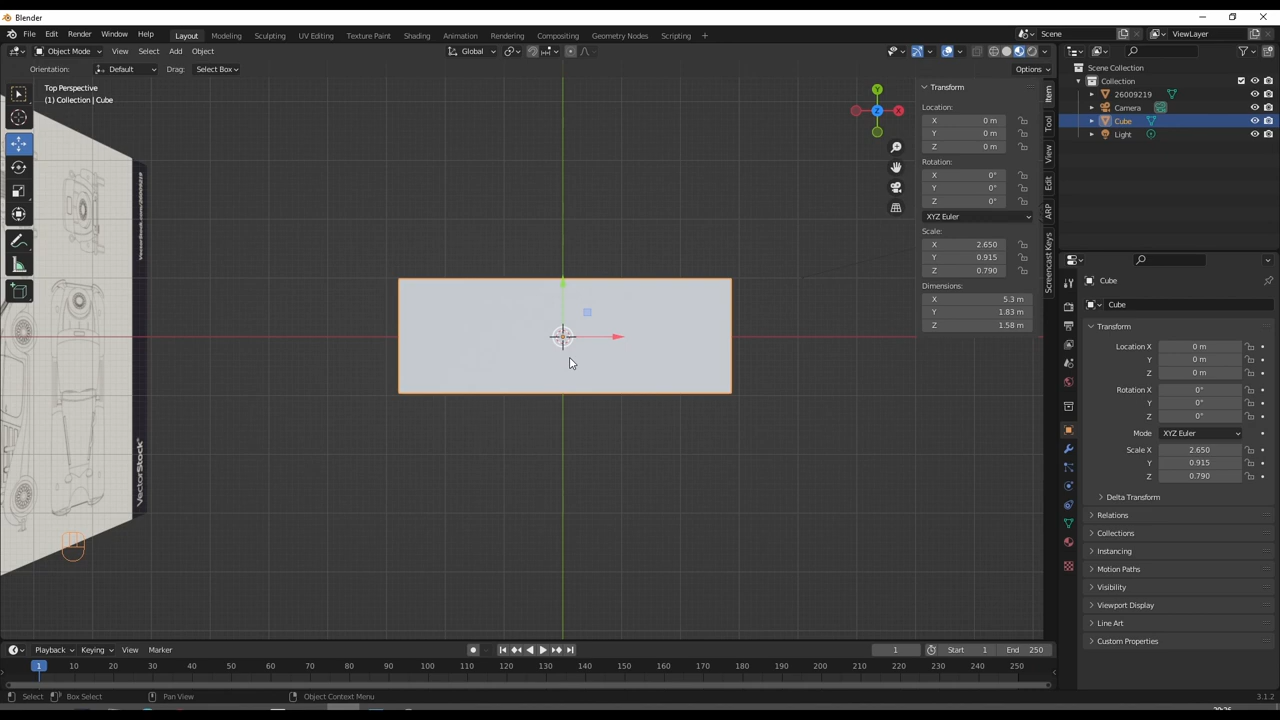 Blender
File Edit Render Window Help Layout Modeling Sculpting UV Editing Texture Paint Shading Animation Rendering Compositing Geometry Nodes Scripting Scene ViewLayer
Object Mode View Select Add Object Global
Orientation: Default Drag: Select Box Options
Top Perspective
(1) Collection | Cube
Y
Z
X
VectorStock
VectorStock.com/26009219
Transform
Location:
X 0 m
Y 0 m
Z 0 m
Rotation:
X 0°
Y 0°
Z 0°
XYZ Euler
Scale:
X 2.650
Y 0.915
Z 0.790
Dimensions:
X 5.3 m
Y 1.83 m
Z 1.58 m
Item
Tool
View
Edit
ARP
Screencast Keys
Scene Collection
Collection
26009219
Camera
Cube
Light
Cube
Cube
Transform
Location X 0 m
Y 0 m
Z 0 m
Rotation X 0°
Y 0°
Z 0°
Mode XYZ Euler
Scale X 2.650
Y 0.915
Z 0.790
Delta Transform
Relations
Collections
Instancing
Motion Paths
Visibility
Viewport Display
Line Art
Custom Properties
Playback Keying View Marker 1 Start 1 End 250
1 10 20 30 40 50 60 70 80 90 100 110 120 130 140 150 160 170 180 190 200 210 220 230 240 250
Select Box Select Pan View Object Context Menu 3.1.2